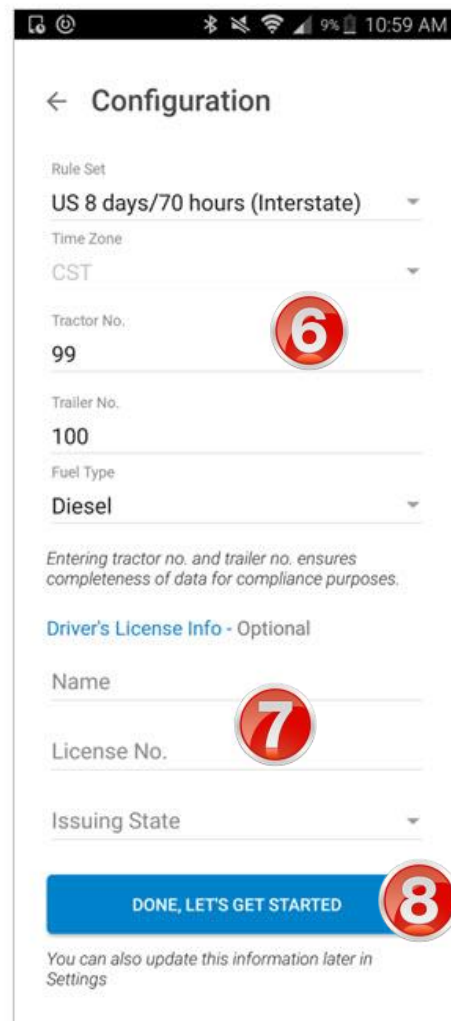 9% 10:59 AM
← Configuration
Rule Set
US 8 days/70 hours (Interstate)
Time Zone
CST
Tractor No.
6
99
Trailer No.
100
Fuel Type
Diesel
Entering tractor no. and trailer no. ensures
completeness of data for compliance purposes.
Driver's License Info - Optional
Name
7
License No.
Issuing State
DONE, LET'S GET STARTED
8
You can also update this information later in
Settings